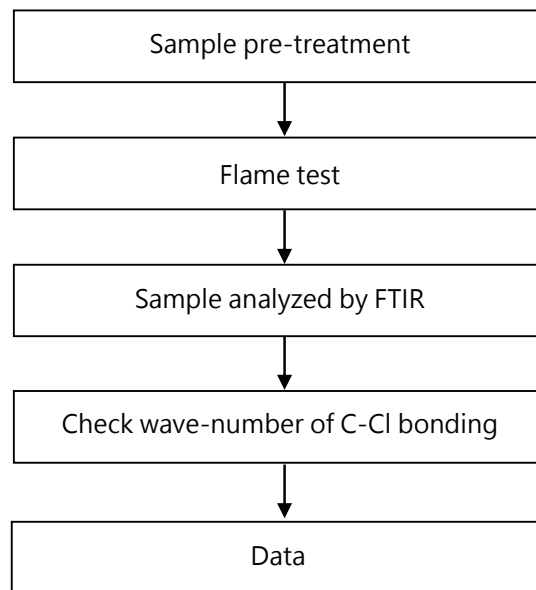 Sample pre-treatment
Flame test
Sample analyzed by FTIR
Check wave-number of C-Cl bonding
Data